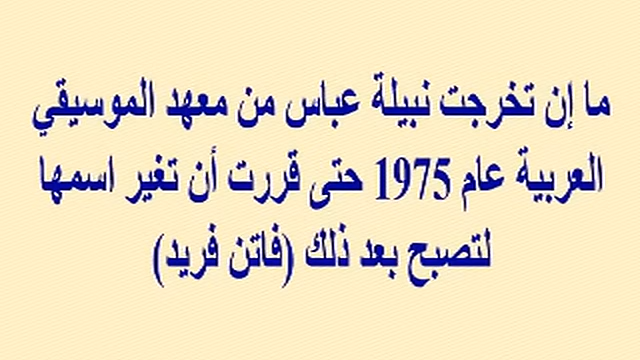 ما إن تخرجت نبيلة عباس من معهد الموسيقي
العربية عام 1975 حتى قررت أن تغير اسمها
لتصبح بعد ذلك (فاتن فريد)